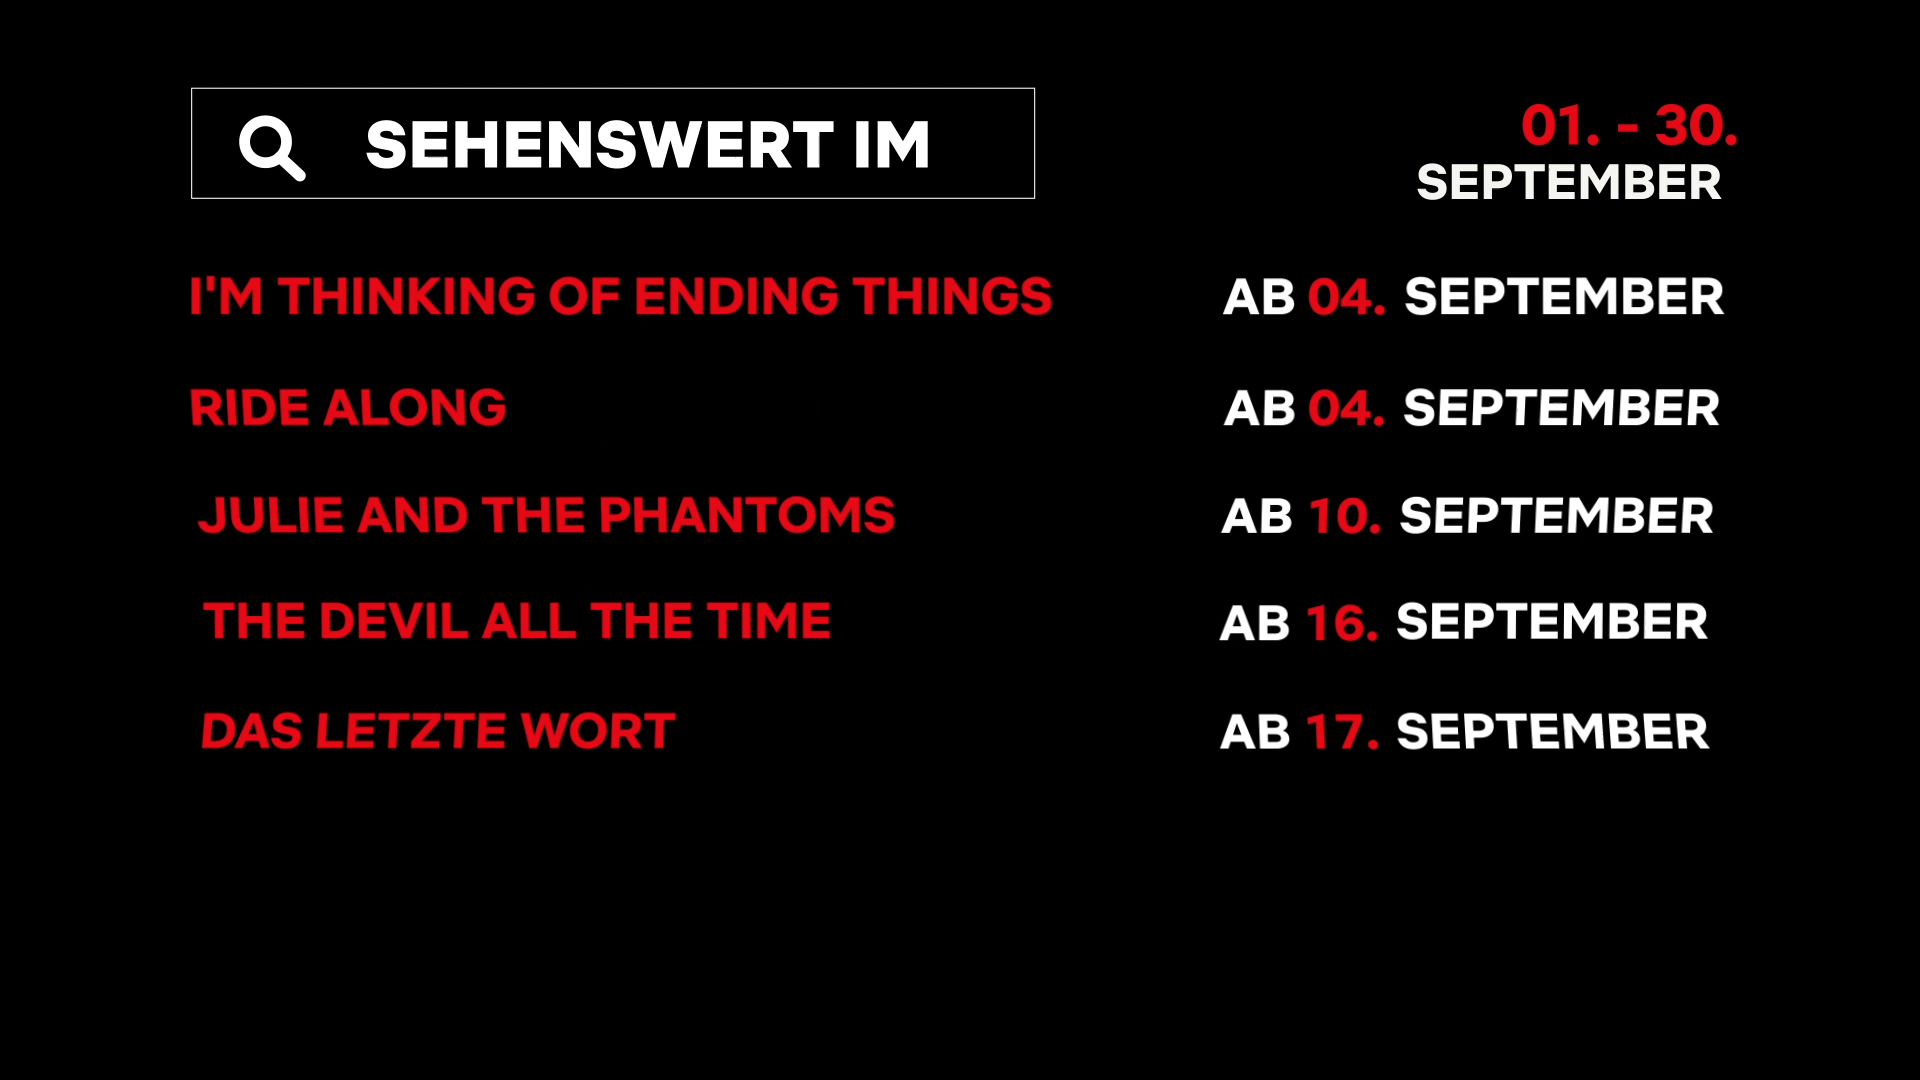 SEHENSWERT IM
01. - 30.
SEPTEMBER
I'M THINKING OF ENDING THINGS AB 04. SEPTEMBER
RIDE ALONG AB 04. SEPTEMBER
JULIE AND THE PHANTOMS AB 10. SEPTEMBER
THE DEVIL ALL THE TIME AB 16. SEPTEMBER
DAS LETZTE WORT AB 17. SEPTEMBER